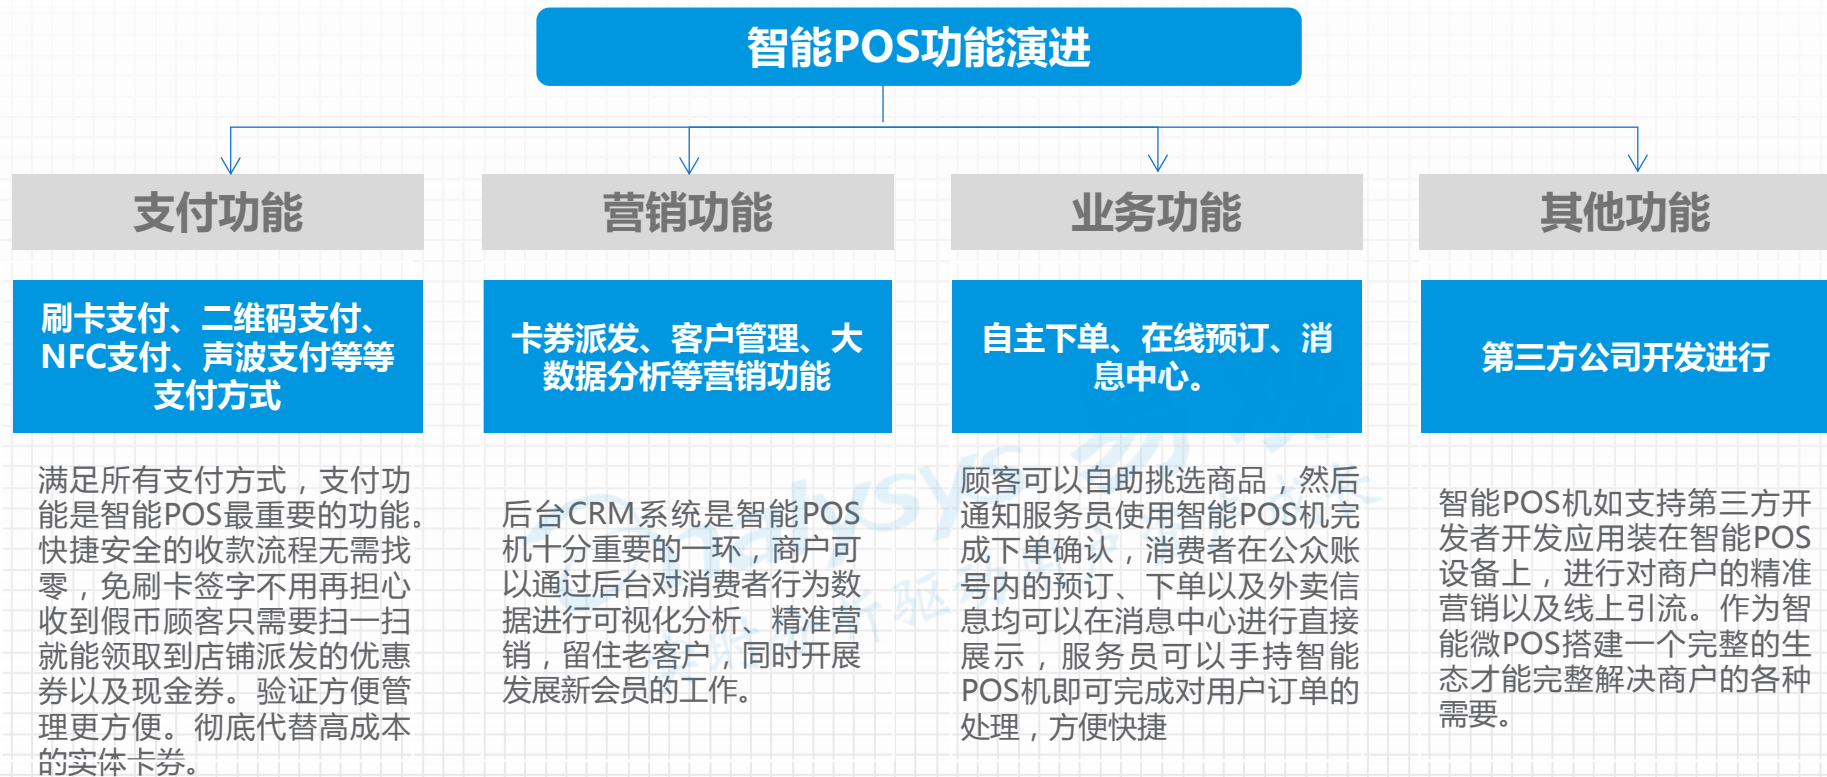 智能POS功能演进
支付功能
刷卡支付、二维码支付、
NFC支付、声波支付等等
支付方式
满足所有支付方式，支付功
能是智能POS最重要的功能。
快捷安全的收款流程无需找
零，免刷卡签字不用再担心
收到假币顾客只需要扫一扫
就能领取到店铺派发的优惠
券以及现金券。验证方便管
理更方便。彻底代替高成本
的实体卡券。
营销功能
卡券派发、客户管理、大
数据分析等营销功能
后台CRM系统是智能POS
机十分重要的一环，商户可
以通过后台对消费者行为数
据进行可视化分析、精准营
销，留住老客户，同时开展
发展新会员的工作。
业务功能
自主下单、在线预订、消
息中心。
顾客可以自助挑选商品，然后
通知服务员使用智能POS机完
成下单确认，消费者在公众账
号内的预订、下单以及外卖信
息均可以在消息中心进行直接
展示，服务员可以手持智能
POS机即可完成对用户订单的
处理，方便快捷
其他功能
第三方公司开发进行
智能POS机如支持第三方开
发者开发应用装在智能POS
设备上，进行对商户的精准
营销以及线上引流。作为智
能微POS搭建一个完整的生
态才能完整解决商户的各种
需要。
nalysys 易观